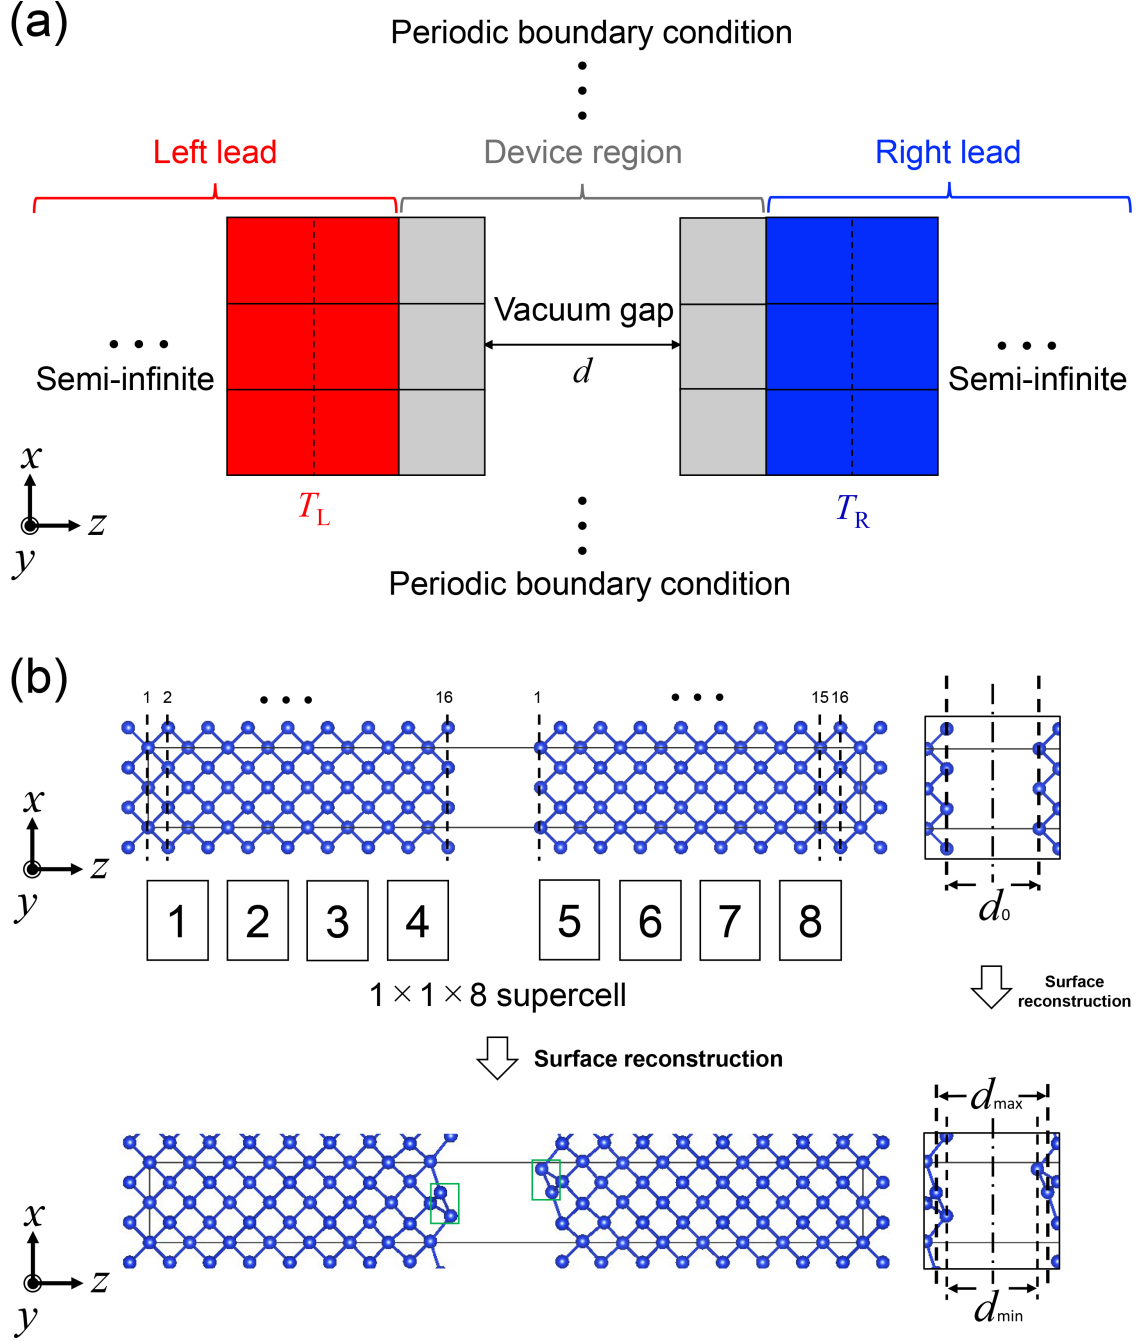 (a)
Periodic boundary condition
Left lead
Device region
Right lead
Vacuum gap
d
Semi-infinite
Semi-infinite
T_L
T_R
x
z
y
Periodic boundary condition
(b)
1 2 16 1 15 16
x
z
y
d_0
1 2 3 4 5 6 7 8
1×1×8 supercell
Surface
reconstruction
Surface reconstruction
d_max
x
z
y
d_min